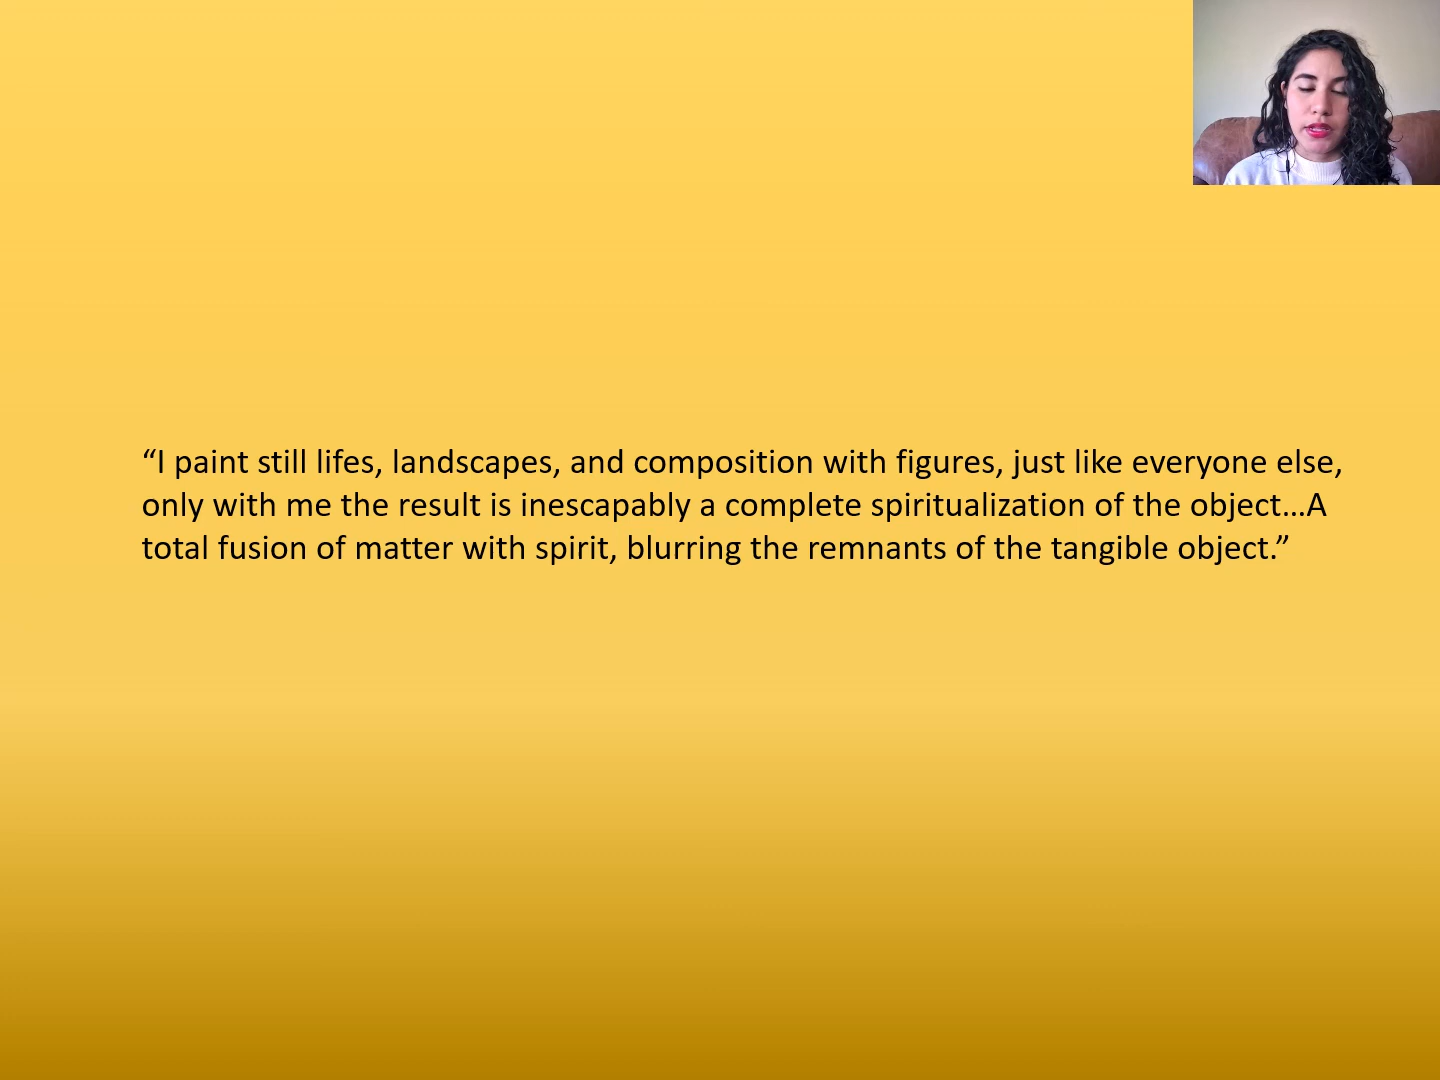 “I paint still lifes, landscapes, and composition with figures, just like everyone else,
only with me the result is inescapably a complete spiritualization of the object…A
total fusion of matter with spirit, blurring the remnants of the tangible object.”